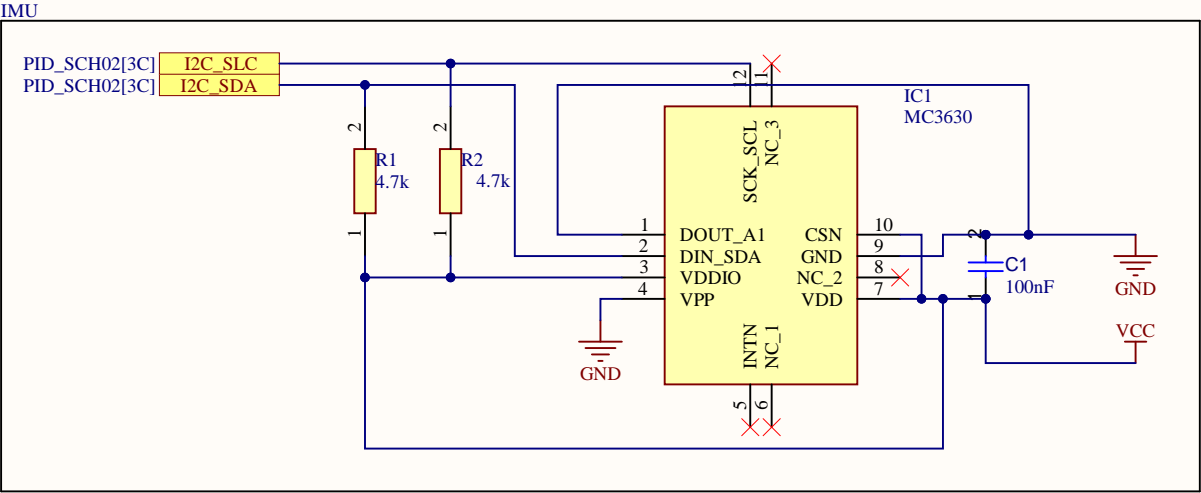 IMU
PID_SCH02[3C] I2C_SLC
PID_SCH02[3C] I2C_SDA
12
11
IC1
MC3630
SCK_SCL
NC_3
2
R1
4.7k
1
2
R2
4.7k
1
1 DOUT_A1
2 DIN_SDA
3 VDDIO
4 VPP
CSN 10
GND 9
NC_2 8
VDD 7
INTN
NC_1
5
6
2
C1
100nF
1
GND
VCC
GND